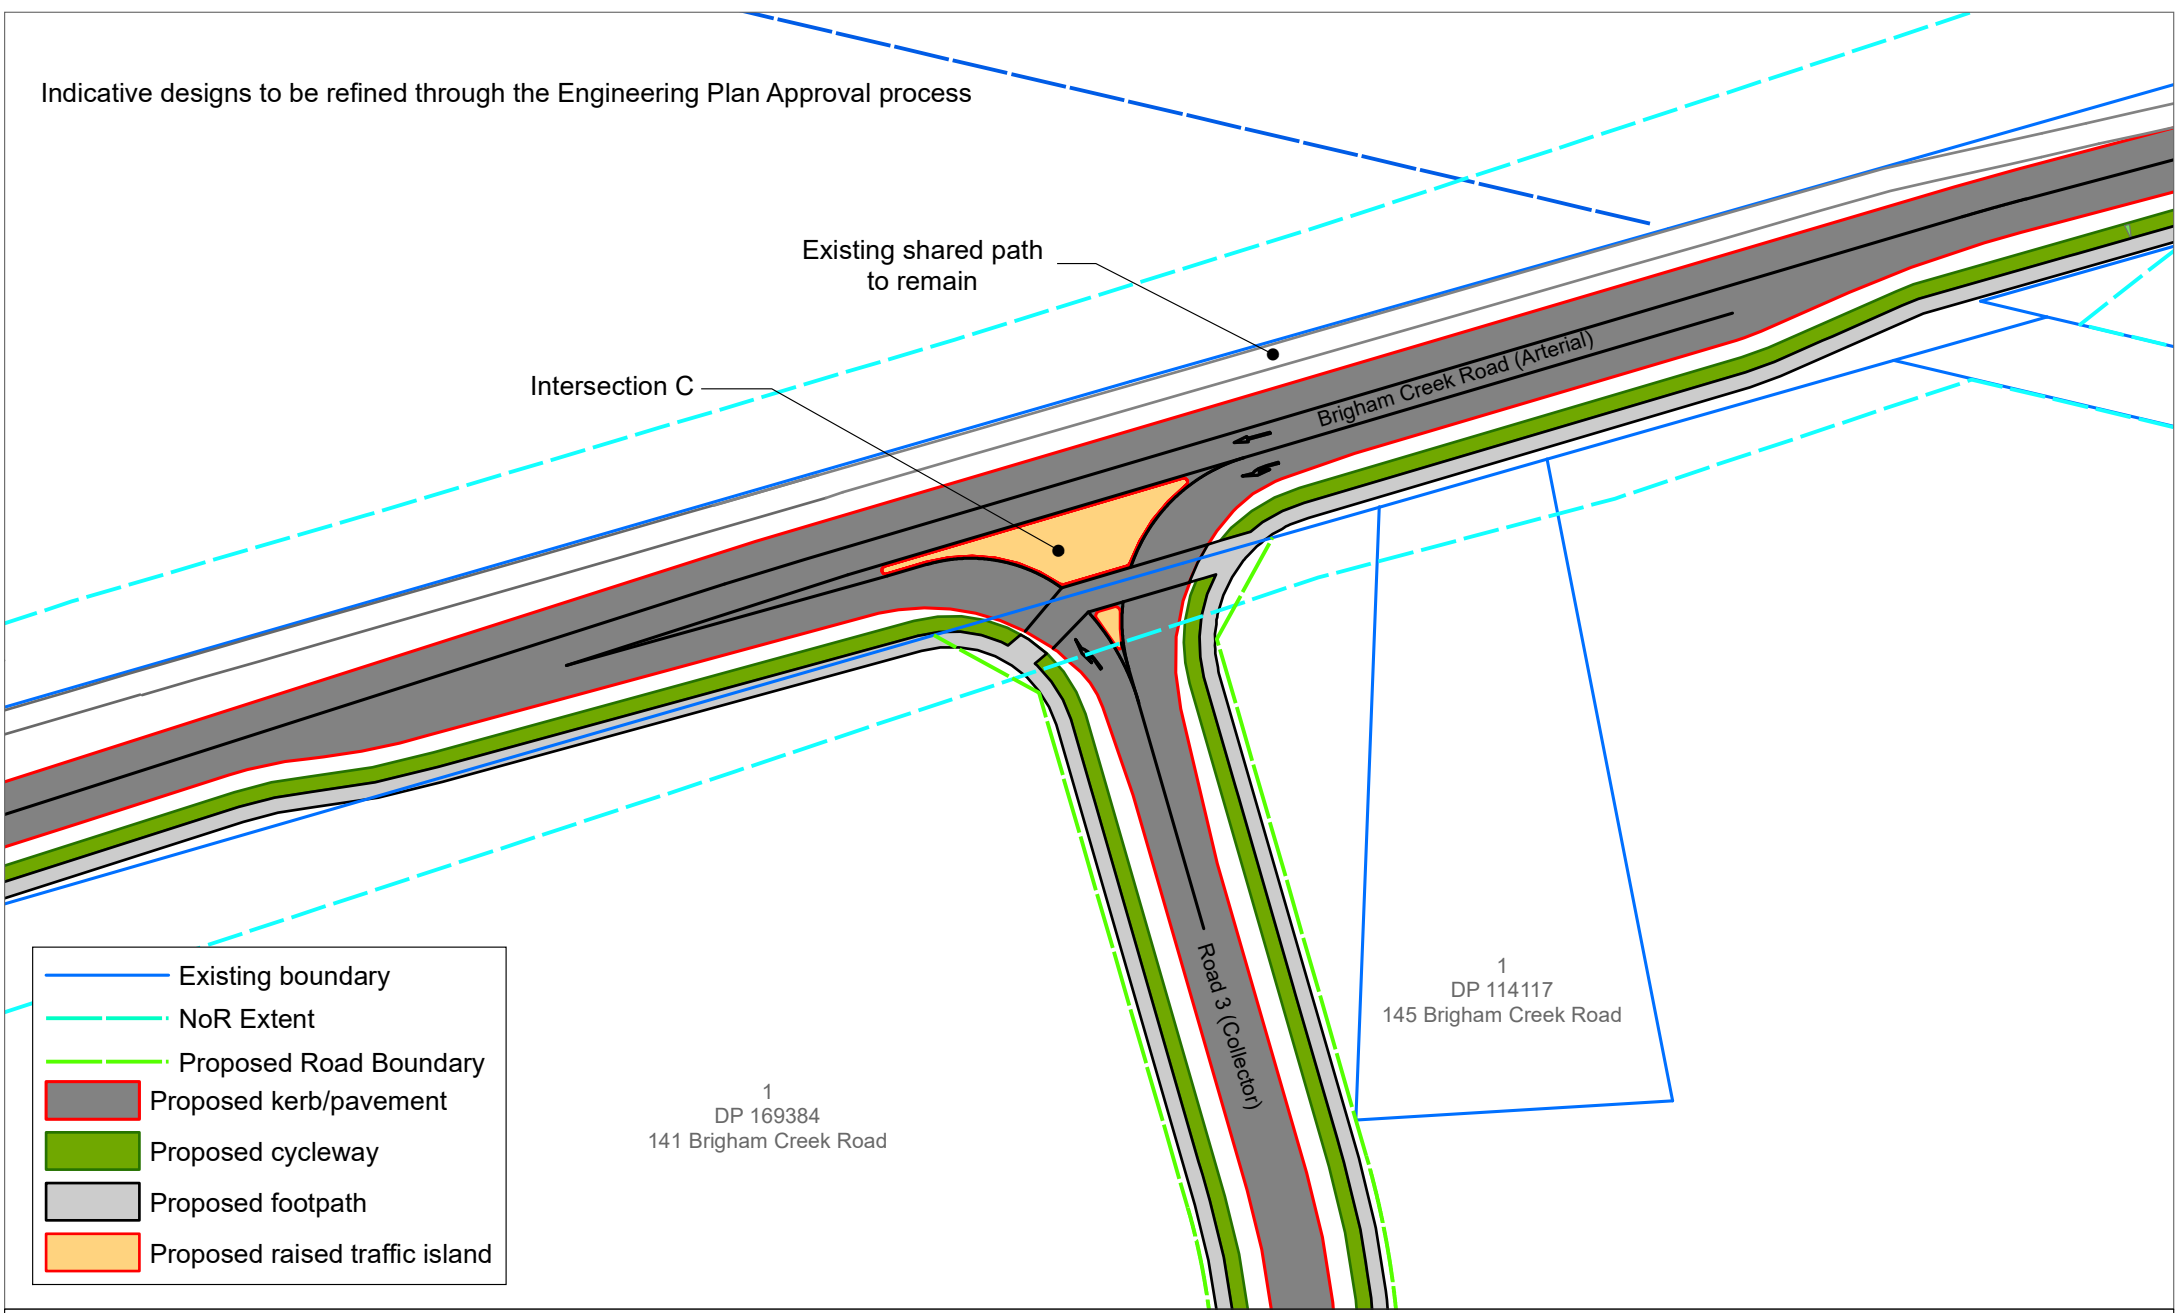 Indicative designs to be refined through the Engineering Plan Approval process
Existing shared path
to remain
Intersection C
Brigham Creek Road (Arterial)
Road 3 (Collector)
1
DP 114117
145 Brigham Creek Road
1
DP 169384
141 Brigham Creek Road
Existing boundary
NoR Extent
Proposed Road Boundary
Proposed kerb/pavement
Proposed cycleway
Proposed footpath
Proposed raised traffic island